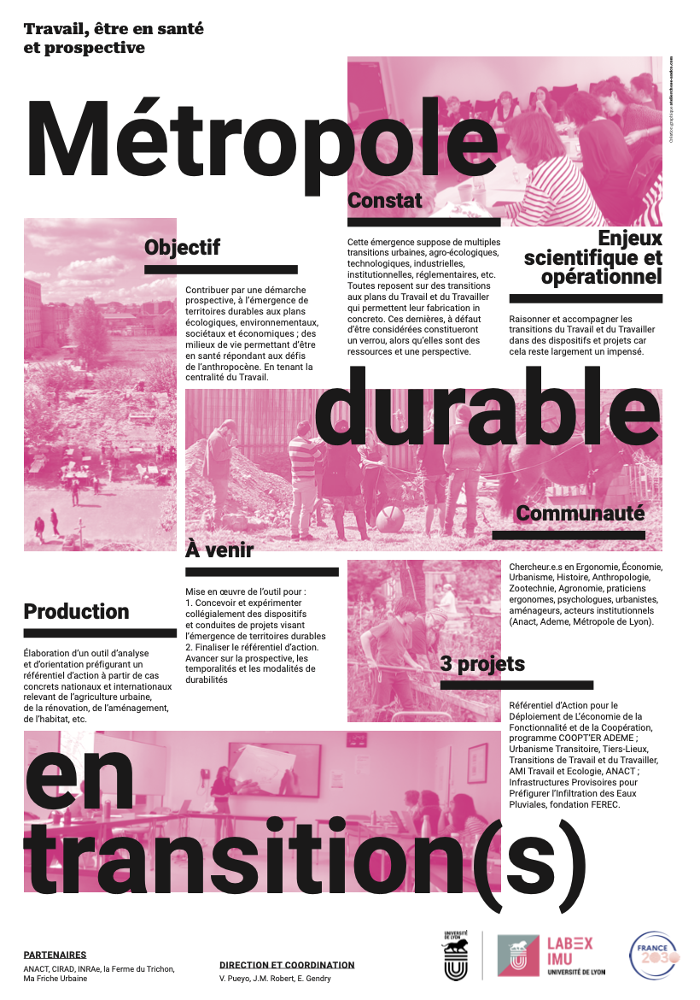 Travail, être en santé
et prospective
Métropole
Création graphique atelierchose-andco.com
Constat
Cette émergence suppose de multiples
transitions urbaines, agro-écologiques,
technologiques, industrielles,
institutionnelles, réglementaires, etc.
Toutes reposent sur des transitions
aux plans du Travail et du Travailler
qui permettent leur fabrication in
concreto. Ces dernières, à défaut
d'être considérées constitueront
un verrou, alors qu'elles sont des
ressources et une perspective.
Enjeux
scientifique et
opérationnel
Raisonner et accompagner les
transitions du Travail et du Travailler
dans des dispositifs et projets car
cela reste largement un impensé.
Objectif
Contribuer par une démarche
prospective, à l'émergence de
territoires durables aux plans
écologiques, environnementaux,
sociétaux et économiques ; des
milieux de vie permettant d'être
en santé répondant aux défis
de l'anthropocène. En tenant la
centralité du Travail.
durable
Communauté
Chercheur.e.s en Ergonomie, Économie,
Urbanisme, Histoire, Anthropologie,
Zootechnie, Agronomie, praticiens
ergonomes, psychologues, urbanistes,
aménageurs, acteurs institutionnels
(Anact, Ademe, Métropole de Lyon).
À venir
Mise en œuvre de l'outil pour :
1. Concevoir et expérimenter
collégialement des dispositifs
et conduites de projets visant
l'émergence de territoires durables
2. Finaliser le référentiel d'action.
Avancer sur la prospective, les
temporalités et les modalités de
durabilités
Production
Élaboration d'un outil d'analyse
et d'orientation préfigurant un
référentiel d'action à partir de cas
concrets nationaux et internationaux
relevant de l'agriculture urbaine,
de la rénovation, de l'aménagement,
de l'habitat, etc.
3 projets
Référentiel d'Action pour le
Déploiement de L'économie de la
Fonctionnalité et de la Coopération,
programme COOPT'ER ADEME ;
Urbanisme Transitoire, Tiers-Lieux,
Transitions de Travail et du Travailler,
AMI Travail et Ecologie, ANACT ;
Infrastructures Provisoires pour
Préfigurer l'Infiltration des Eaux
Pluviales, fondation FEREC.
en
transition(s)
PARTENAIRES
ANACT, CIRAD, INRAe, la Ferme du Trichon,
Ma Friche Urbaine
DIRECTION ET COORDINATION
V. Pueyo, J.M. Robert, E. Gendry
UNIVERSITÉ
DE LYON
LABEX
IMU
UNIVERSITÉ DE LYON
FRANCE
2030